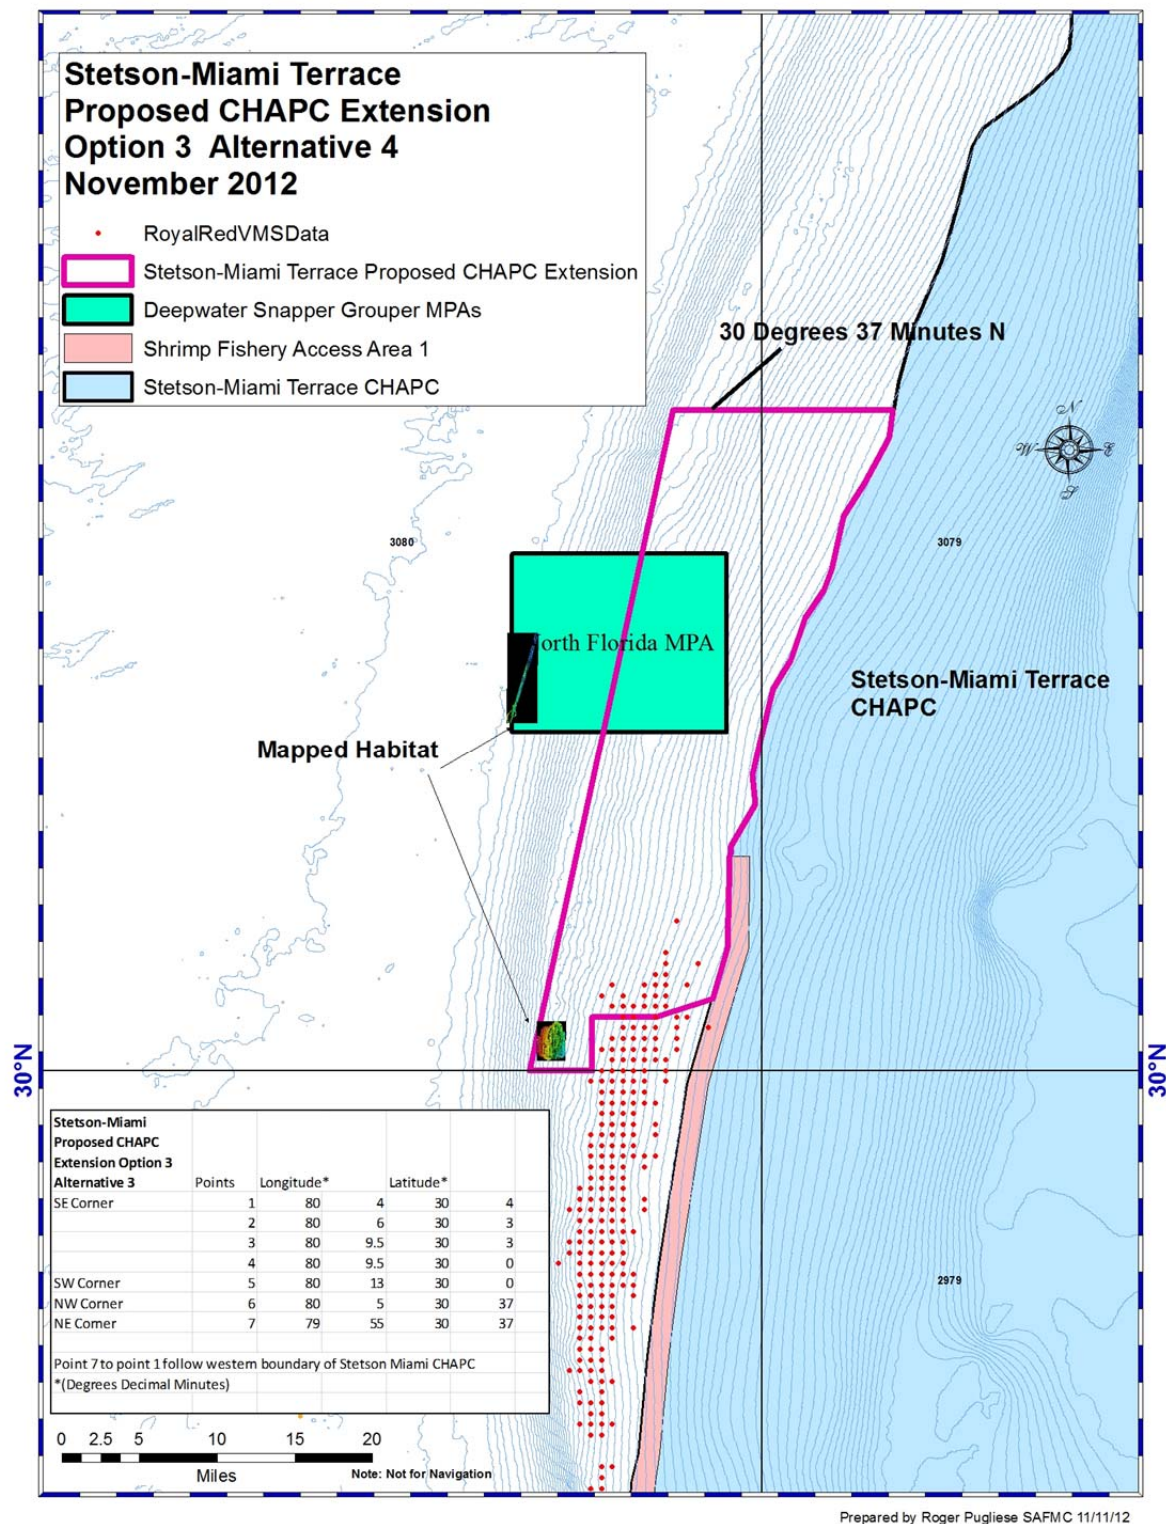 Stetson-Miami Terrace
Proposed CHAPC Extension
Option 3 Alternative 4
November 2012
RoyalRedVMSData
Stetson-Miami Terrace Proposed CHAPC Extension
Deepwater Snapper Grouper MPAs
Shrimp Fishery Access Area 1
Stetson-Miami Terrace CHAPC
30 Degrees 37 Minutes N
N
W E
S
3080
3079
orth Florida MPA
Stetson-Miami Terrace
CHAPC
Mapped Habitat
30°N
30°N
Stetson-Miami
Proposed CHAPC
Extension Option 3
Alternative 3 Points Longitude* Latitude*
SE Corner 1 80 4 30 4
2 80 6 30 3
3 80 9.5 30 3
4 80 9.5 30 0
SW Corner 5 80 13 30 0
NW Corner 6 80 5 30 37
NE Corner 7 79 55 30 37
Point 7 to point 1 follow western boundary of Stetson Miami CHAPC
*(Degrees Decimal Minutes)
2979
0 2.5 5 10 15 20
Miles
Note: Not for Navigation
Prepared by Roger Pugliese SAFMC 11/11/12